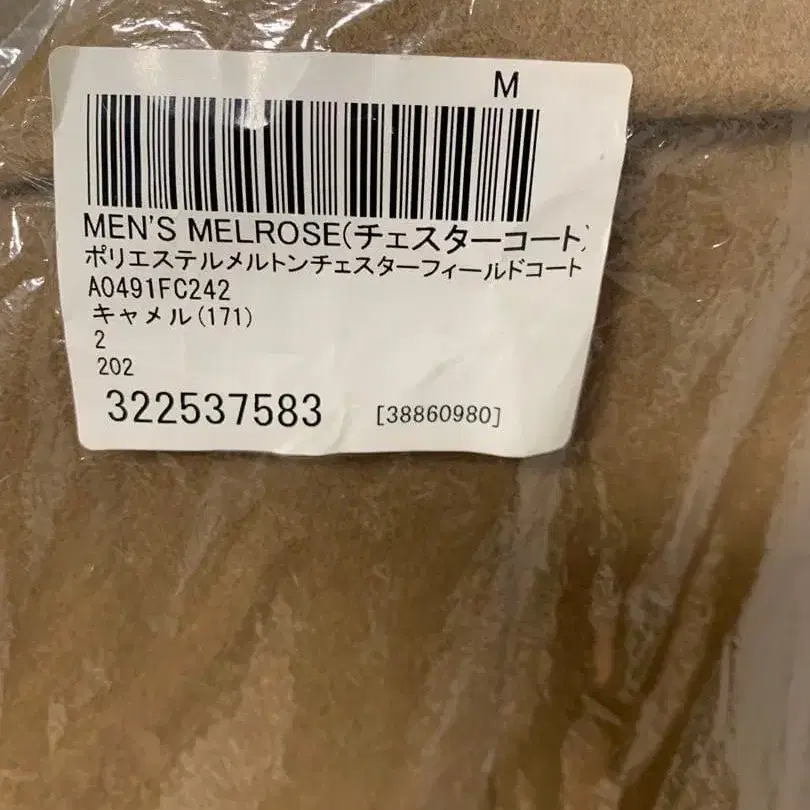 M
MEN'S MELROSE(チェスターコート)
ポリエステルメルトンチェスターフィールドコート
A0491FC242
キャメル(171)
2
202
322537583 [38860980]